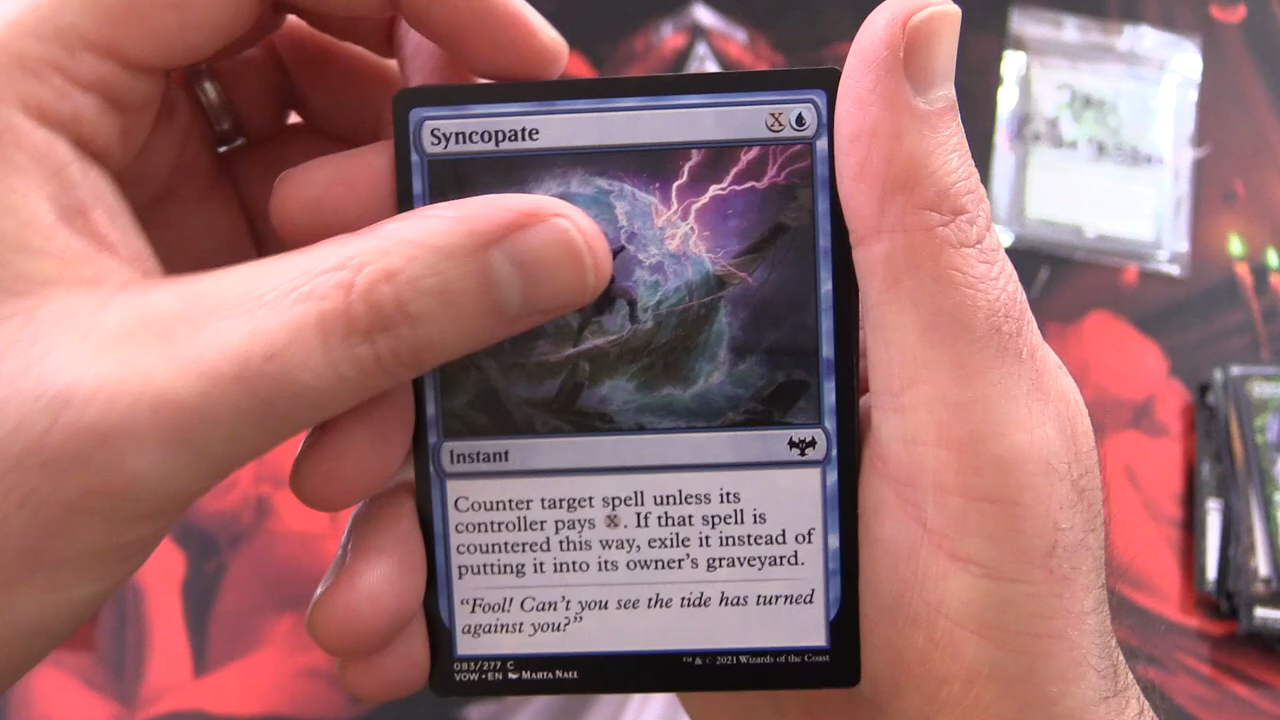 Syncopate X
Instant
Counter target spell unless its
controller pays X. If that spell is
countered this way, exile it instead of
putting it into its owner's graveyard.
"Fool! Can't you see the tide has turned
against you?"
083/277 C
VOW • EN Marta Nael
™ & © 2021 Wizards of the Coast